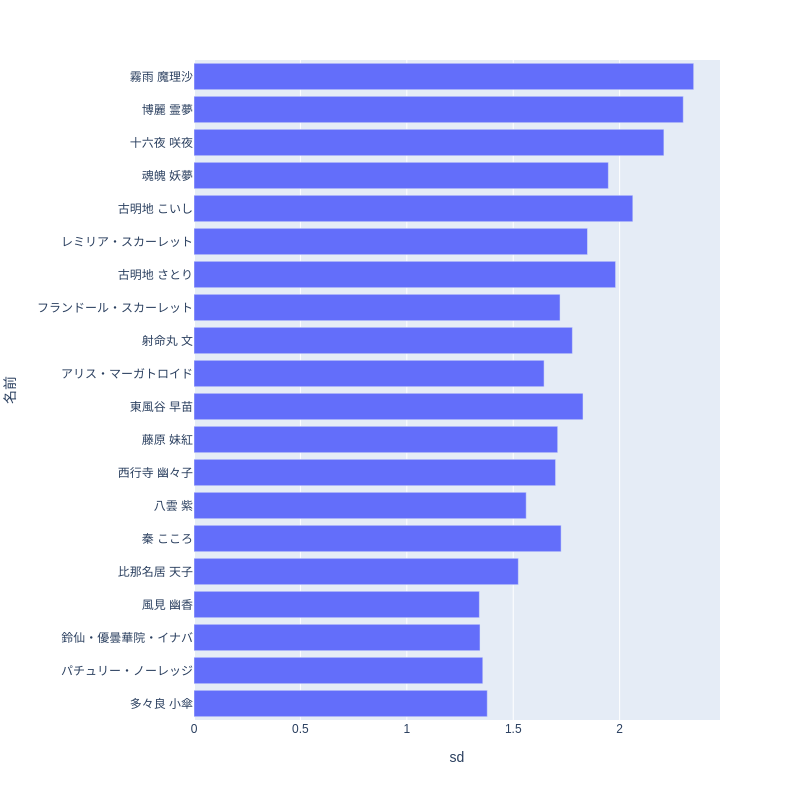 霧雨 魔理沙
博麗 霊夢
十六夜 咲夜
魂魄 妖夢
古明地 こいし
レミリア・スカーレット
古明地 さとり
フランドール・スカーレット
射命丸 文
アリス・マーガトロイド
東風谷 早苗
藤原 妹紅
西行寺 幽々子
八雲 紫
秦 こころ
比那名居 天子
風見 幽香
鈴仙・優曇華院・イナバ
パチュリー・ノーレッジ
多々良 小傘
名前
0 0.5 1 1.5 2
sd